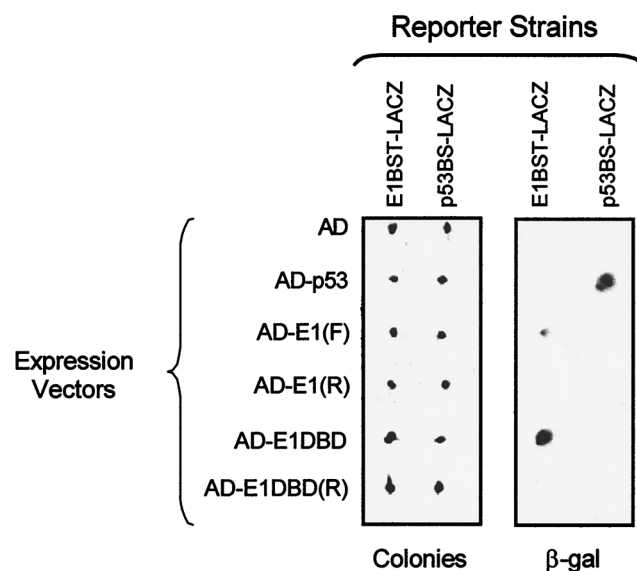 Reporter Strains
E1BST-LACZ
p53BS-LACZ
E1BST-LACZ
p53BS-LACZ
Expression
Vectors
AD
AD-p53
AD-E1(F)
AD-E1(R)
AD-E1DBD
AD-E1DBD(R)
Colonies
β-gal